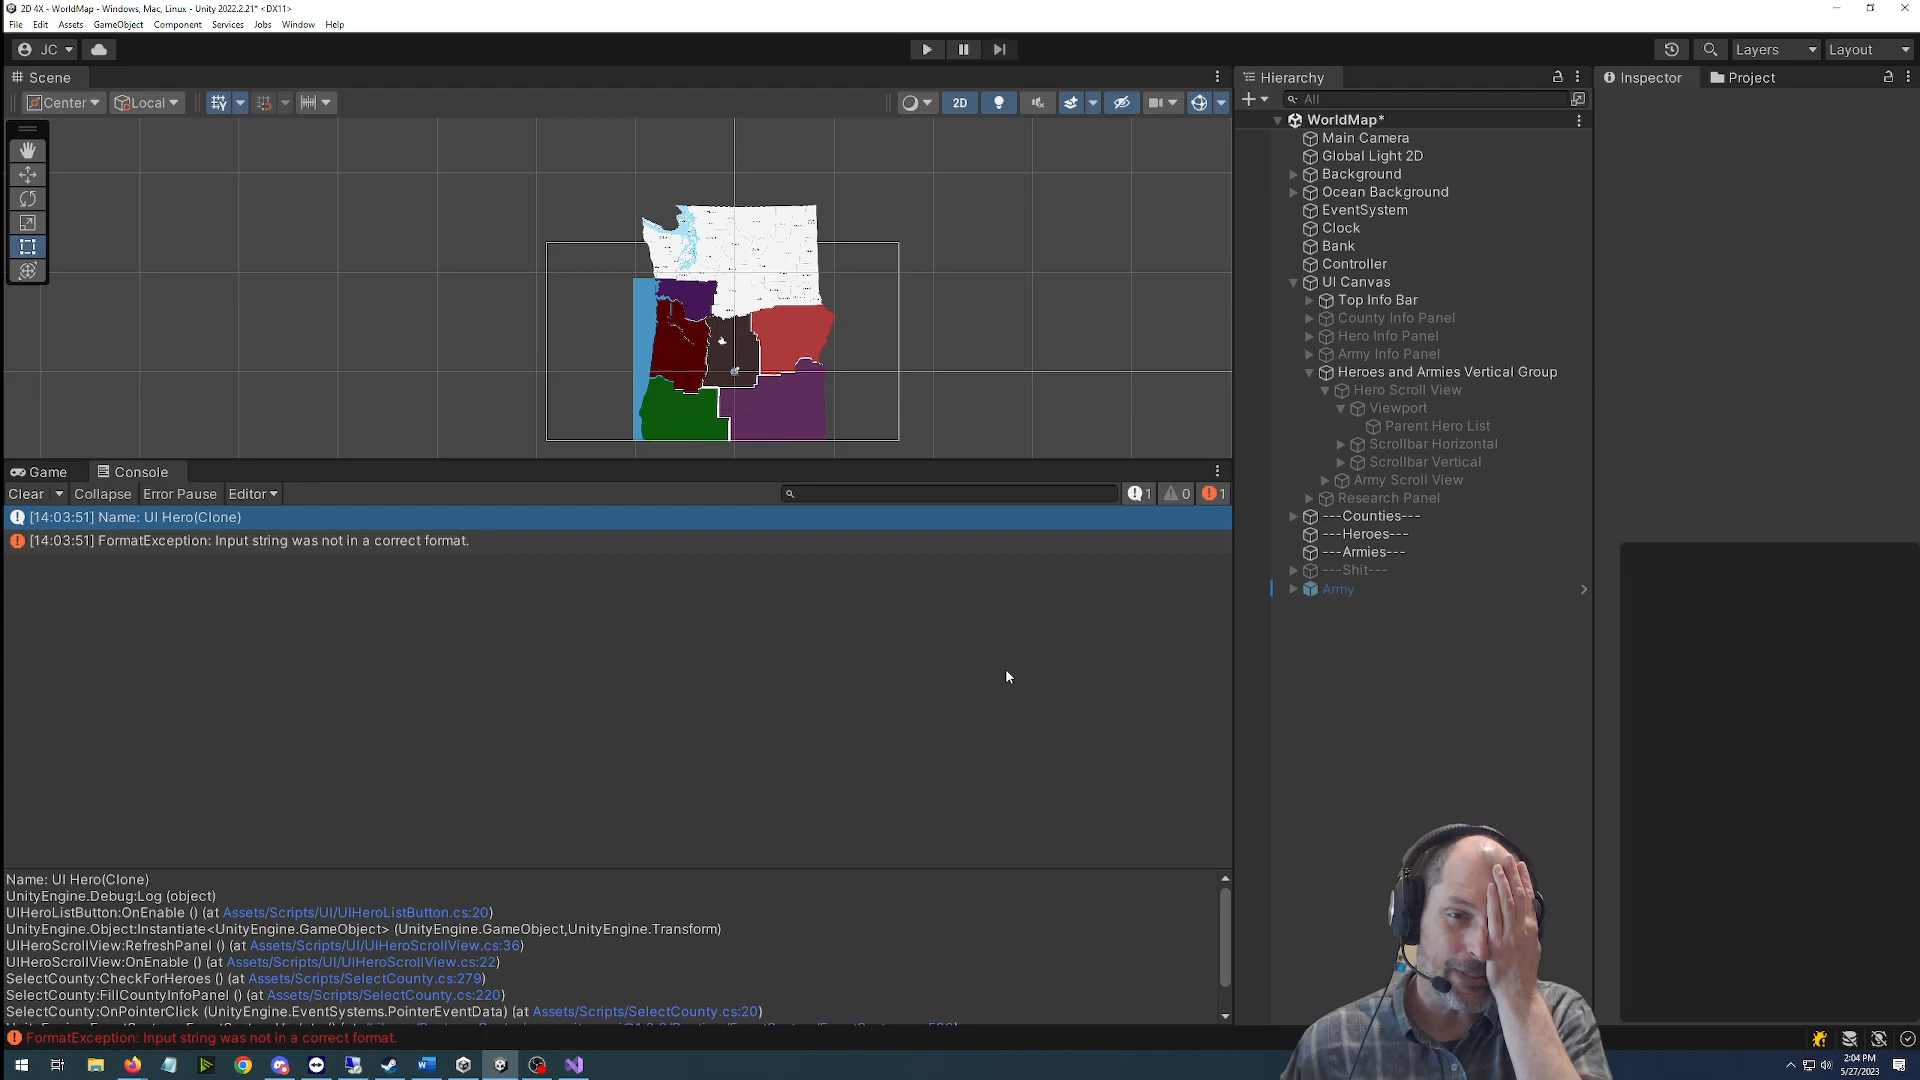 2D 4X - WorldMap - Windows, Mac, Linux - Unity 2022.2.21* <DX11>
File Edit Assets GameObject Component Services Jobs Window Help
JC Layers Layout
Scene Hierarchy Inspector Project
Center Local 2D All
WorldMap*
Main Camera
Global Light 2D
Background
Ocean Background
EventSystem
Clock
Bank
Controller
UI Canvas
Top Info Bar
County Info Panel
Hero Info Panel
Army Info Panel
Heroes and Armies Vertical Group
Hero Scroll View
Viewport
Parent Hero List
Scrollbar Horizontal
Scrollbar Vertical
Army Scroll View
Research Panel
---Counties---
---Heroes---
---Armies---
---Shit---
Army
Game Console
Clear Collapse Error Pause Editor 1 0 1
[14:03:51] Name: UI Hero(Clone)
[14:03:51] FormatException: Input string was not in a correct format.
Name: UI Hero(Clone)
UnityEngine.Debug:Log (object)
UIHeroListButton:OnEnable () (at Assets/Scripts/UI/UIHeroListButton.cs:20)
UnityEngine.Object:Instantiate<UnityEngine.GameObject> (UnityEngine.GameObject,UnityEngine.Transform)
UIHeroScrollView:RefreshPanel () (at Assets/Scripts/UI/UIHeroScrollView.cs:36)
UIHeroScrollView:OnEnable () (at Assets/Scripts/UI/UIHeroScrollView.cs:22)
SelectCounty:CheckForHeroes () (at Assets/Scripts/SelectCounty.cs:279)
SelectCounty:FillCountyInfoPanel () (at Assets/Scripts/SelectCounty.cs:220)
SelectCounty:OnPointerClick (UnityEngine.EventSystems.PointerEventData) (at Assets/Scripts/SelectCounty.cs:20)
FormatException: Input string was not in a correct format.
2:04 PM
5/27/2023